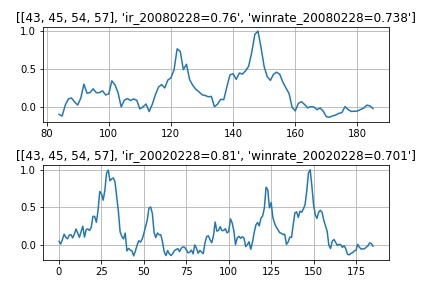 [[43, 45, 54, 57], 'ir_20080228=0.76', 'winrate_20080228=0.738']
1.0
0.5
0.0
80 100 120 140 160 180
[[43, 45, 54, 57], 'ir_20020228=0.81', 'winrate_20020228=0.701']
1.0
0.5
0.0
0 25 50 75 100 125 150 175